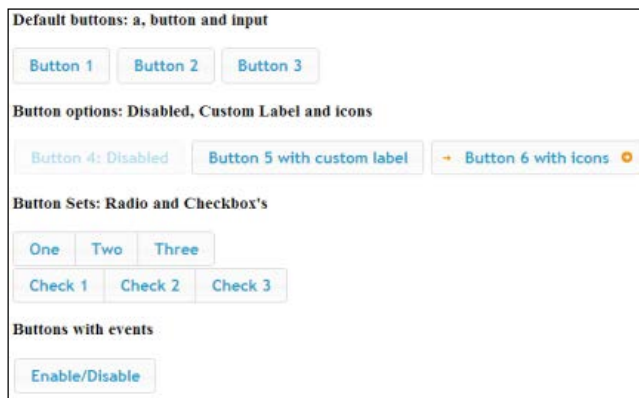 Default buttons: a, button and input
Button 1 Button 2 Button 3
Button options: Disabled, Custom Label and icons
Button 4: Disabled Button 5 with custom label Button 6 with icons
Button Sets: Radio and Checkbox's
One Two Three
Check 1 Check 2 Check 3
Buttons with events
Enable/Disable